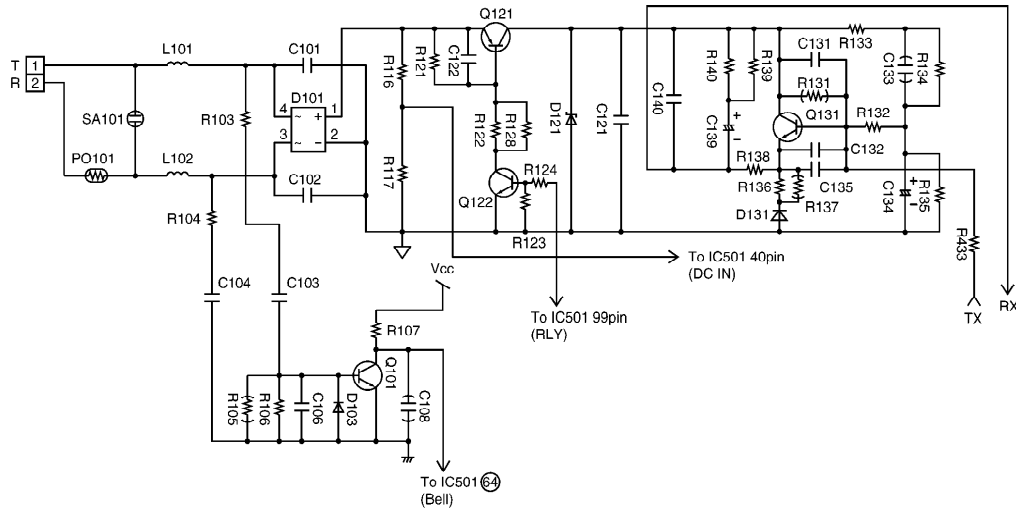 Q121
T 1
R 2
L101
C101
D101
4 ~ + 1
3 ~ − 2
SA101
R103
PO101
L102
C102
R104
R116
R117
R121
C122
R122
R128
Q122
R124
R123
D121
C121
C140
R140
R139
C139
+
−
C131
R133
(R131)
Q131
R132
C133
R134
C132
R138
C135
R136
R137
D131
C134
+
−
R135
R433
To IC501 40pin
(DC IN)
TX
RX
Vcc
C104
C103
R107
To IC501 99pin
(RLY)
Q101
R105
R106
C106
D103
C108
To IC501 64
(Bell)